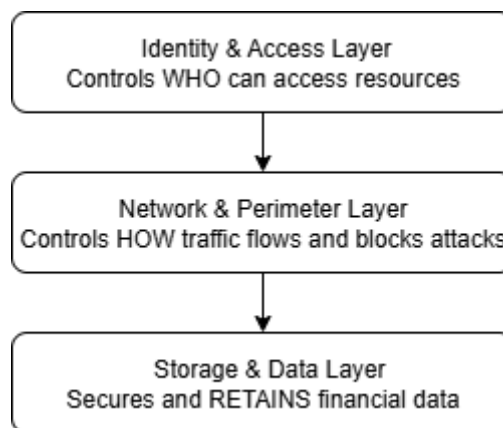 Identity & Access Layer
Controls WHO can access resources
Network & Perimeter Layer
Controls HOW traffic flows and blocks attacks
Storage & Data Layer
Secures and RETAINS financial data